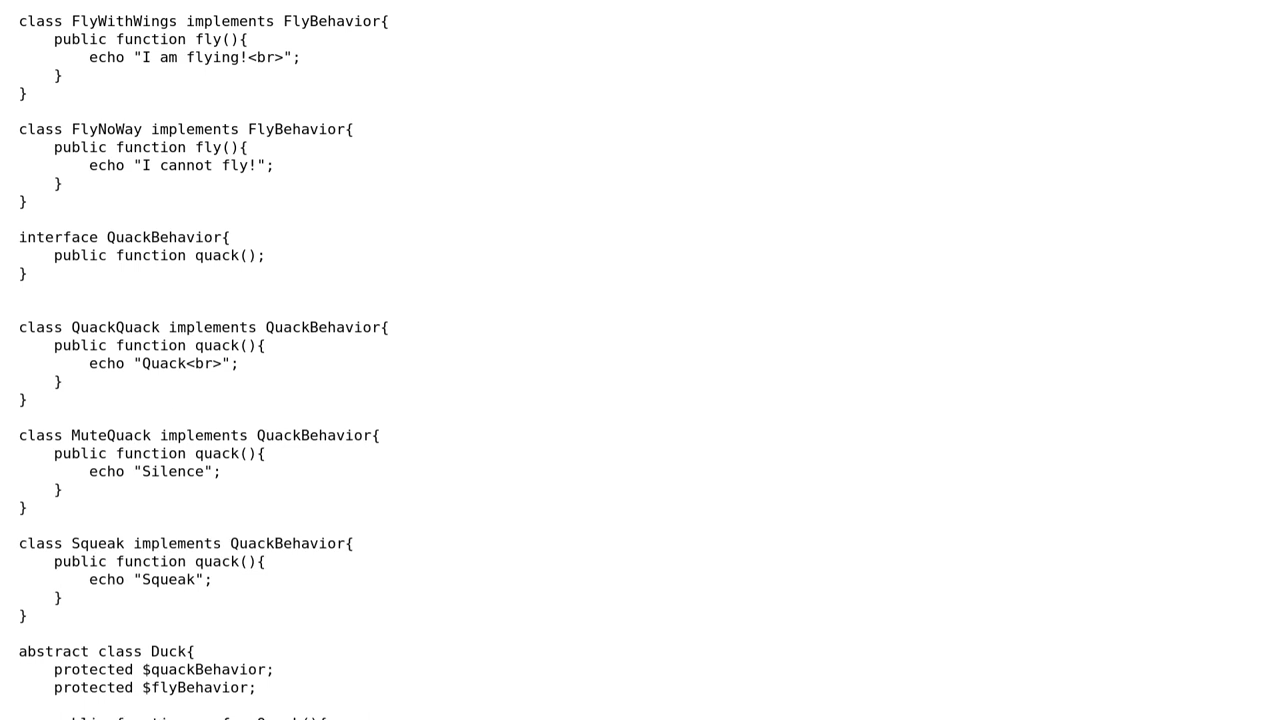 class FlyWithWings implements FlyBehavior{
    public function fly(){
        echo "I am flying!<br>";
    }
}

class FlyNoWay implements FlyBehavior{
    public function fly(){
        echo "I cannot fly!";
    }
}

interface QuackBehavior{
    public function quack();
}


class QuackQuack implements QuackBehavior{
    public function quack(){
        echo "Quack<br>";
    }
}

class MuteQuack implements QuackBehavior{
    public function quack(){
        echo "Silence";
    }
}

class Squeak implements QuackBehavior{
    public function quack(){
        echo "Squeak";
    }
}

abstract class Duck{
    protected $quackBehavior;
    protected $flyBehavior;